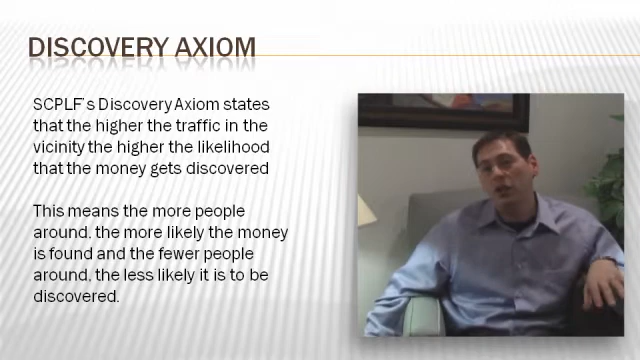 DISCOVERY AXIOM
SCPLF's Discovery Axiom states
that the higher the traffic in the
vicinity the higher the likelihood
that the money gets discovered
This means the more people
around, the more likely the money
is found and the fewer people
around, the less likely it is to be
discovered.